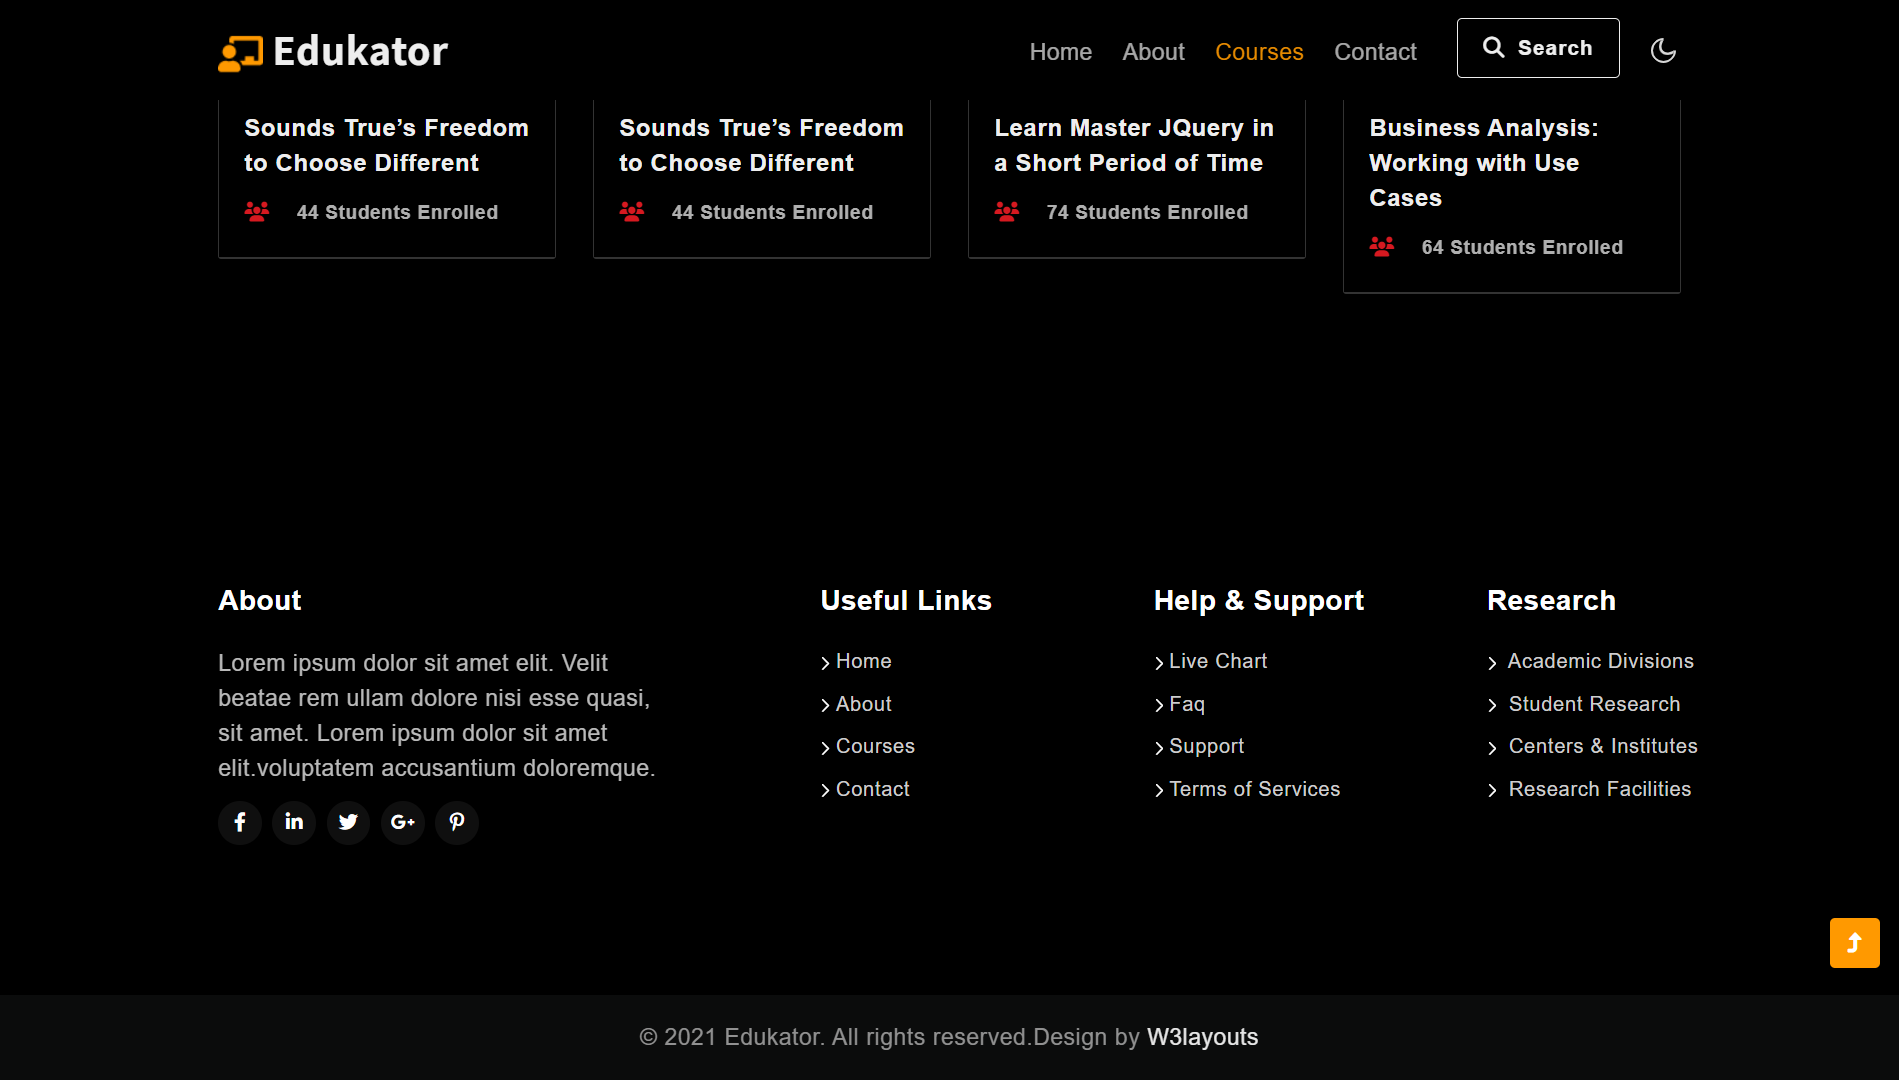 Edukator
Home
About
Courses
Contact
Search
Sounds True’s Freedom
to Choose Different
44 Students Enrolled
Sounds True’s Freedom
to Choose Different
44 Students Enrolled
Learn Master JQuery in
a Short Period of Time
74 Students Enrolled
Business Analysis:
Working with Use
Cases
64 Students Enrolled
About
Lorem ipsum dolor sit amet elit. Velit
beatae rem ullam dolore nisi esse quasi,
sit amet. Lorem ipsum dolor sit amet
elit.voluptatem accusantium doloremque.
Useful Links
Home
About
Courses
Contact
Help & Support
Live Chart
Faq
Support
Terms of Services
Research
Academic Divisions
Student Research
Centers & Institutes
Research Facilities
© 2021 Edukator. All rights reserved.Design by W3layouts